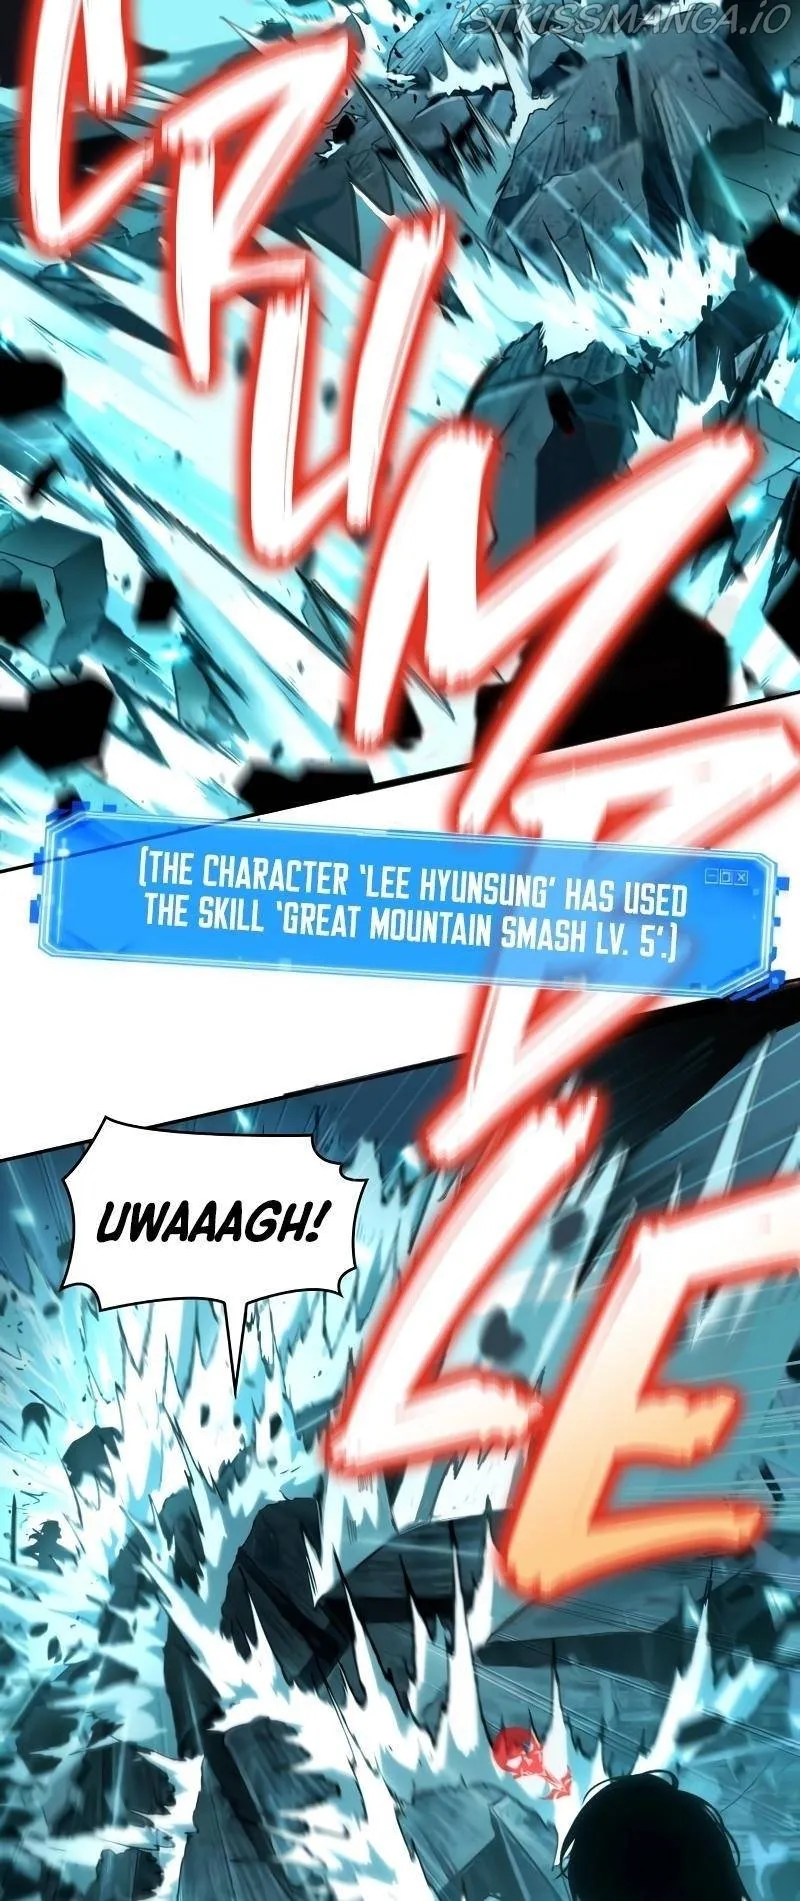 1STKISSMANGA.IO
CRUMBLE
(THE CHARACTER 'LEE HYUNSUNG' HAS USED
THE SKILL 'GREAT MOUNTAIN SMASH LV. 5'.)
UWAAAGH!